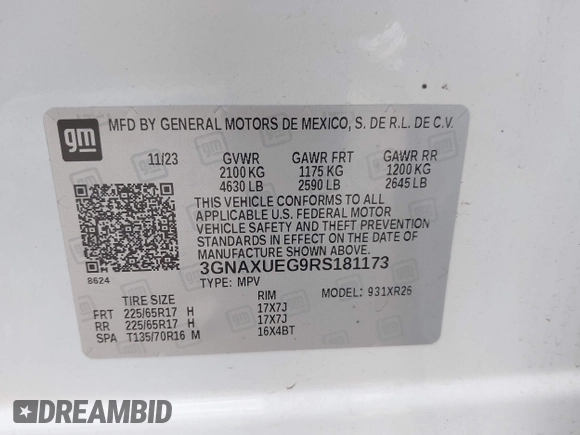 gm
MFD BY GENERAL MOTORS DE MEXICO, S. DE R.L. DE C.V.
11/23 GVWR GAWR FRT GAWR RR
2100 KG 1175 KG 1200 KG
4630 LB 2590 LB 2645 LB
THIS VEHICLE CONFORMS TO ALL
APPLICABLE U.S. FEDERAL MOTOR
VEHICLE SAFETY AND THEFT PREVENTION
STANDARDS IN EFFECT ON THE DATE OF
MANUFACTURE SHOWN ABOVE.
8624
3GNAXUEG9RS181173
TYPE: MPV MODEL: 931XR26
TIRE SIZE RIM
FRT 225/65R17 H 17X7J
RR 225/65R17 H 17X7J
SPA T135/70R16 M 16X4BT
DREAMBID